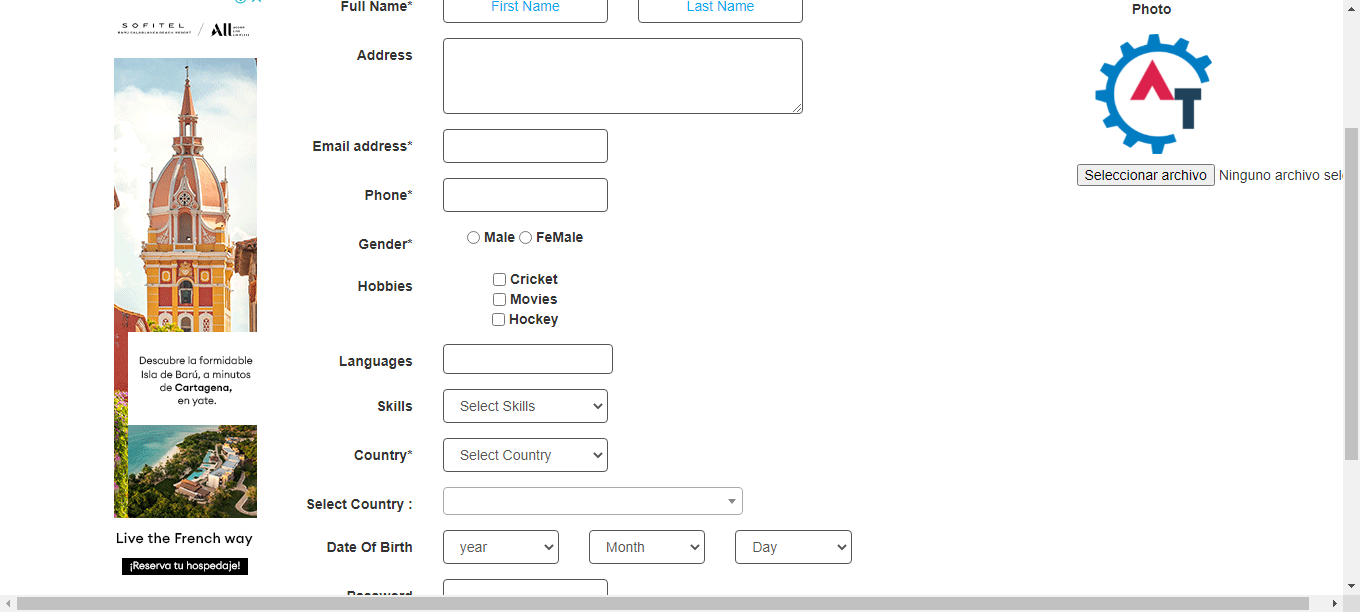 Full Name*
First Name
Last Name
Photo
SOFITEL
ALL
Address
Email address*
Phone*
Seleccionar archivo
Ninguno archivo sel
Gender*
Male
FeMale
Hobbies
Cricket
Movies
Hockey
Languages
Skills
Select Skills
Country*
Select Country
Select Country :
Date Of Birth
year
Month
Day
Password
Descubre la formidable
Isla de Barú, a minutos
de Cartagena,
en yate.
Live the French way
¡Reserva tu hospedaje!
AT